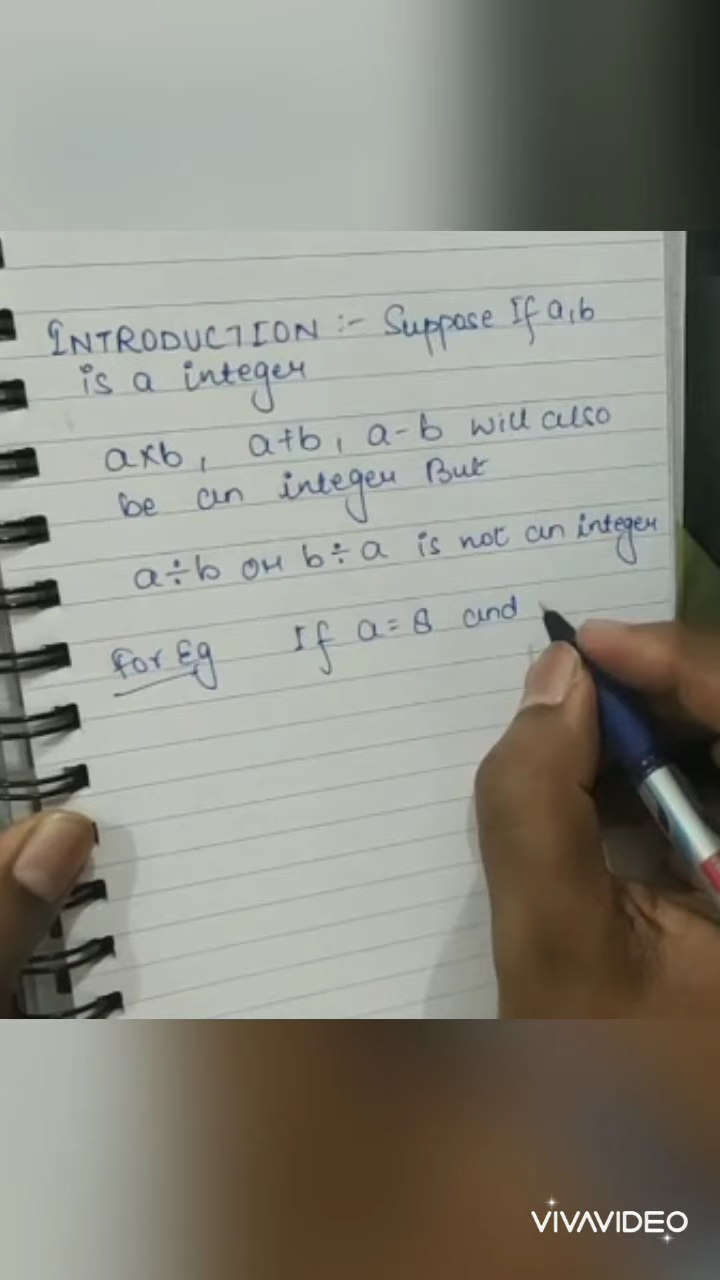 INTRODUCTION :- Suppose If a,b
is a integer
a×b, a+b, a-b will also
be an integer But
a÷b or b÷a is not an integer
For Eg If a=8 and
VIVAVIDEO